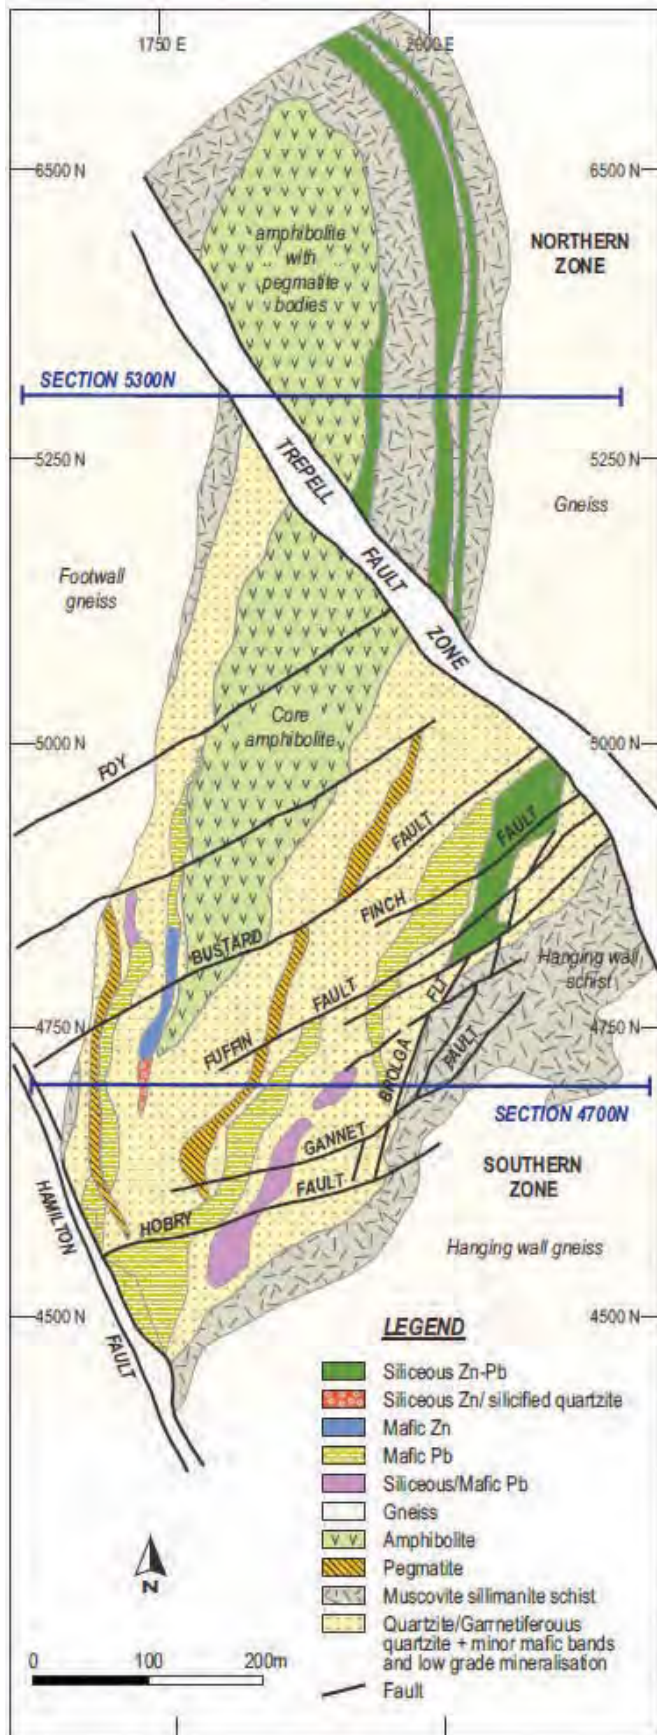 1750 E
2000 E
6500 N
6500 N
NORTHERN
ZONE
amphibolite
with
pegmatite
bodies
SECTION 5300N
5250 N
5250 N
TREPELL
FAULT
ZONE
Gneiss
Footwall
gneiss
Core
amphibolite
5000 N
5000 N
FOY
FAULT
BUSTARD
FINCH
FAULT
Hanging wall
schist
FUFFIN
FAULT
FLT
BROLGA
FAULT
4750 N
4750 N
SECTION 4700N
GANNET
FAULT
HOBRY
SOUTHERN
ZONE
HAMILTON
FAULT
Hanging wall gneiss
4500 N
4500 N
LEGEND
Siliceous Zn-Pb
Siliceous Zn/ silicified quartzite
Mafic Zn
Mafic Pb
Siliceous/Mafic Pb
Gneiss
Amphibolite
Pegmatite
Muscovite sillimanite schist
Quartzite/Garrnetiferouus
quartzite + minor mafic bands
and low grade mineralisation
Fault
N
0 100 200m